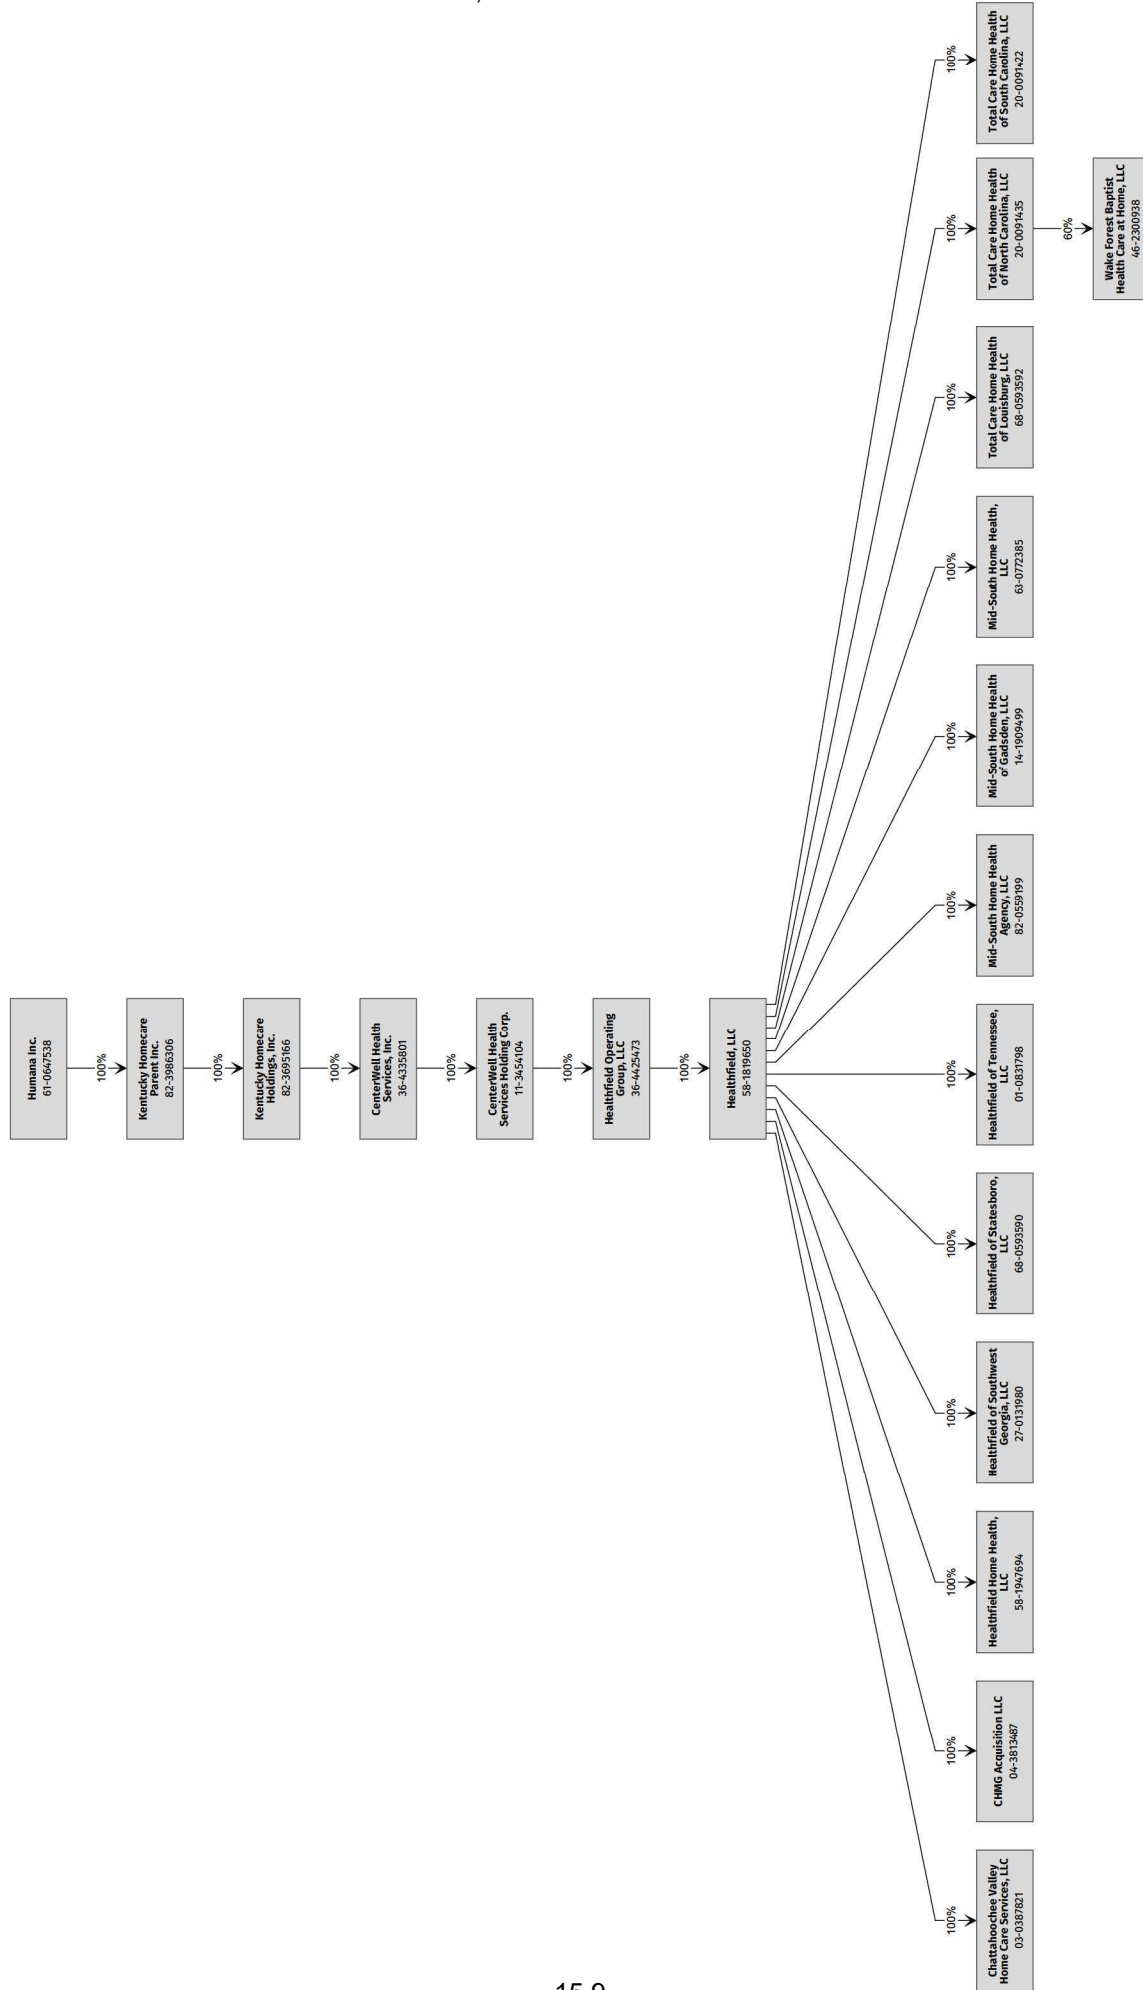 Humana Inc.
61-0647538
100%
Kentucky Homecare
Parent Inc.
82-3986306
100%
Kentucky Homecare
Holdings, Inc.
82-3695166
100%
CenterWell Health
Services, Inc.
36-4335801
100%
CenterWell Health
Services Holding Corp.
11-3454104
100%
Healthfield Operating
Group, LLC
36-4425473
100%
Healthfield, LLC
58-1819650
100%
Chattahoochee Valley
Home Care Services, LLC
03-0387821
100%
CHMG Acquisition LLC
04-3813487
100%
Healthfield Home Health,
LLC
58-1947694
100%
Healthfield of Southwest
Georgia, LLC
27-0131980
100%
Healthfield of Statesboro,
LLC
68-0593590
100%
Healthfield of Tennessee,
LLC
01-0831798
100%
Mid-South Home Health
Agency, LLC
82-0559199
100%
Mid-South Home Health
of Gadsden, LLC
14-1909499
100%
Mid-South Home Health,
LLC
63-0772385
100%
Total Care Home Health
of Louisburg, LLC
68-0593592
100%
Total Care Home Health
of North Carolina, LLC
20-0091435
100%
Total Care Home Health
of South Carolina, LLC
20-0091422
60%
Wake Forest Baptist
Health Care at Home, LLC
46-2300938
15.9